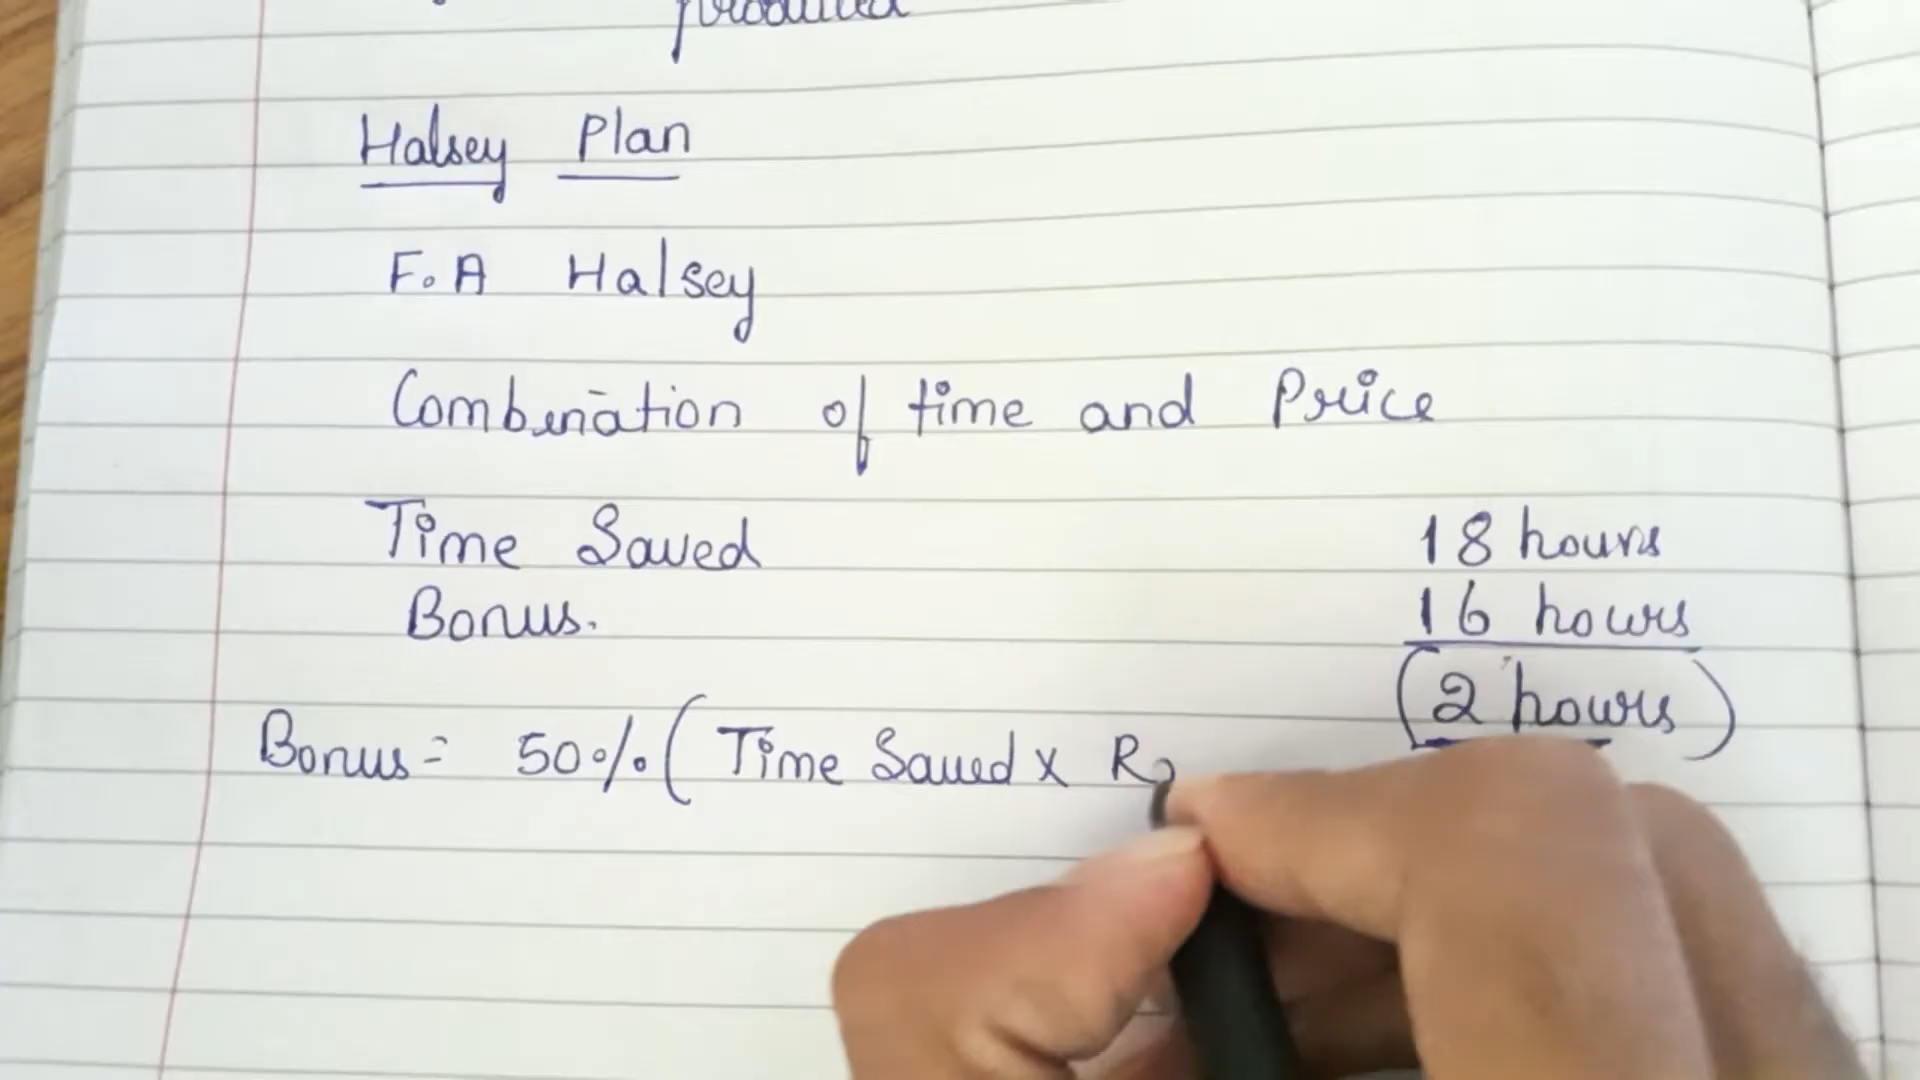 Halsey Plan
F.A Halsey
Combination of time and Price
Time Saved
18 hours
Bonus.
16 hours
(2 hours)
Bonus = 50% ( Time Saved x